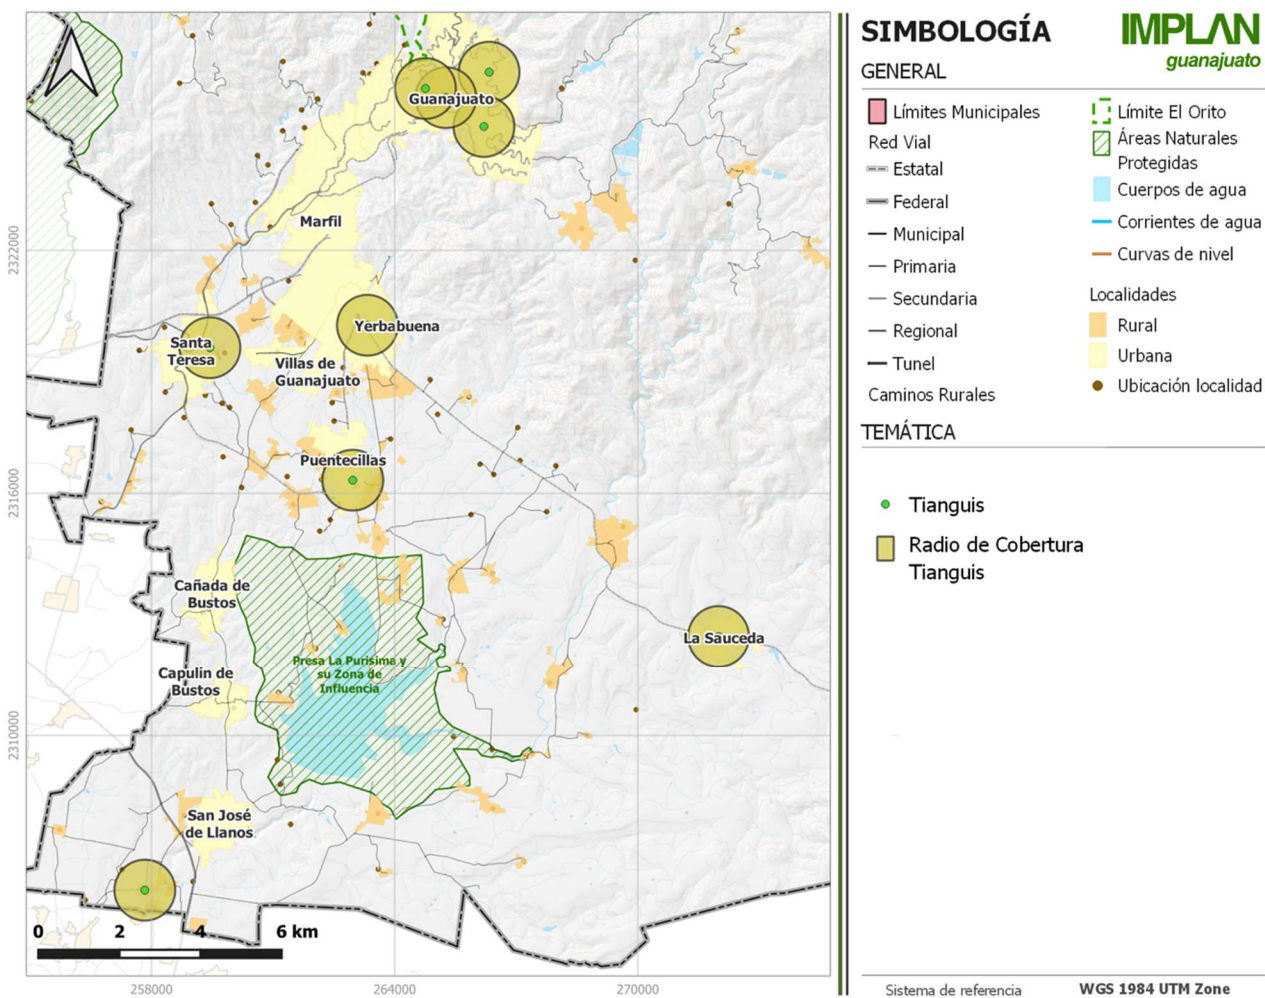 SIMBOLOGÍA
IMPLAN
guanajuato
GENERAL
Límites Municipales
Red Vial
Estatal
Federal
Municipal
Primaria
Secundaria
Regional
Tunel
Caminos Rurales
Límite El Orito
Áreas Naturales
Protegidas
Cuerpos de agua
Corrientes de agua
Curvas de nivel
Localidades
Rural
Urbana
Ubicación localidad
TEMÁTICA
Tianguis
Radio de Cobertura
Tianguis
Sistema de referencia
WGS 1984 UTM Zone
Guanajuato
Marfil
Yerbabuena
Santa
Teresa
Villas de
Guanajuato
Puentecillas
Cañada de
Bustos
La Sauceda
Presa La Purisima y
su Zona de
Influencia
Capulin de
Bustos
San José
de Llanos
0 2 4 6 km
2322000
2316000
2310000
258000
264000
270000